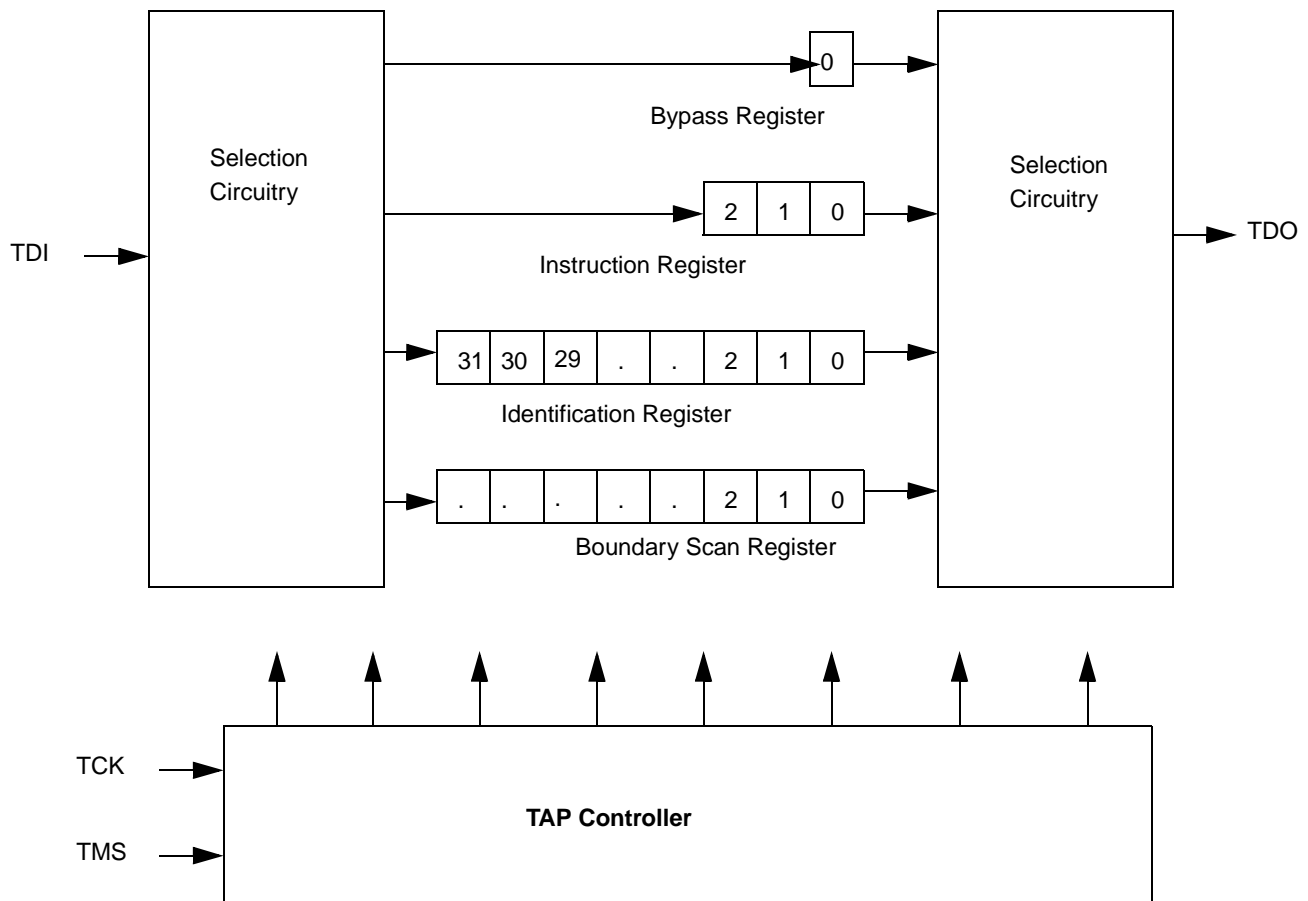 0
Bypass Register
Selection
Circuitry
Selection
Circuitry
2 1 0
TDI
TDO
Instruction Register
31 30 29 . . 2 1 0
Identification Register
. . . . . 2 1 0
Boundary Scan Register
TCK
TAP Controller
TMS